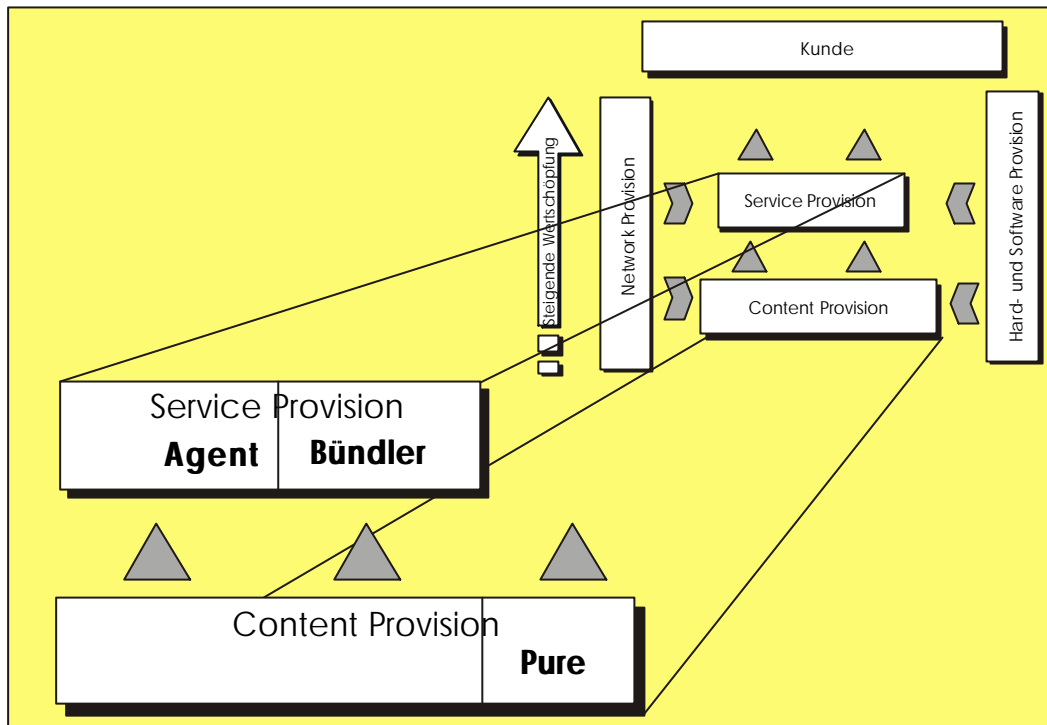 Kunde
Steigende Wertschöpfung
Network Provision
Service Provision
Content Provision
Hard- und Software Provision
Service Provision
Agent
Bündler
Content Provision
Pure